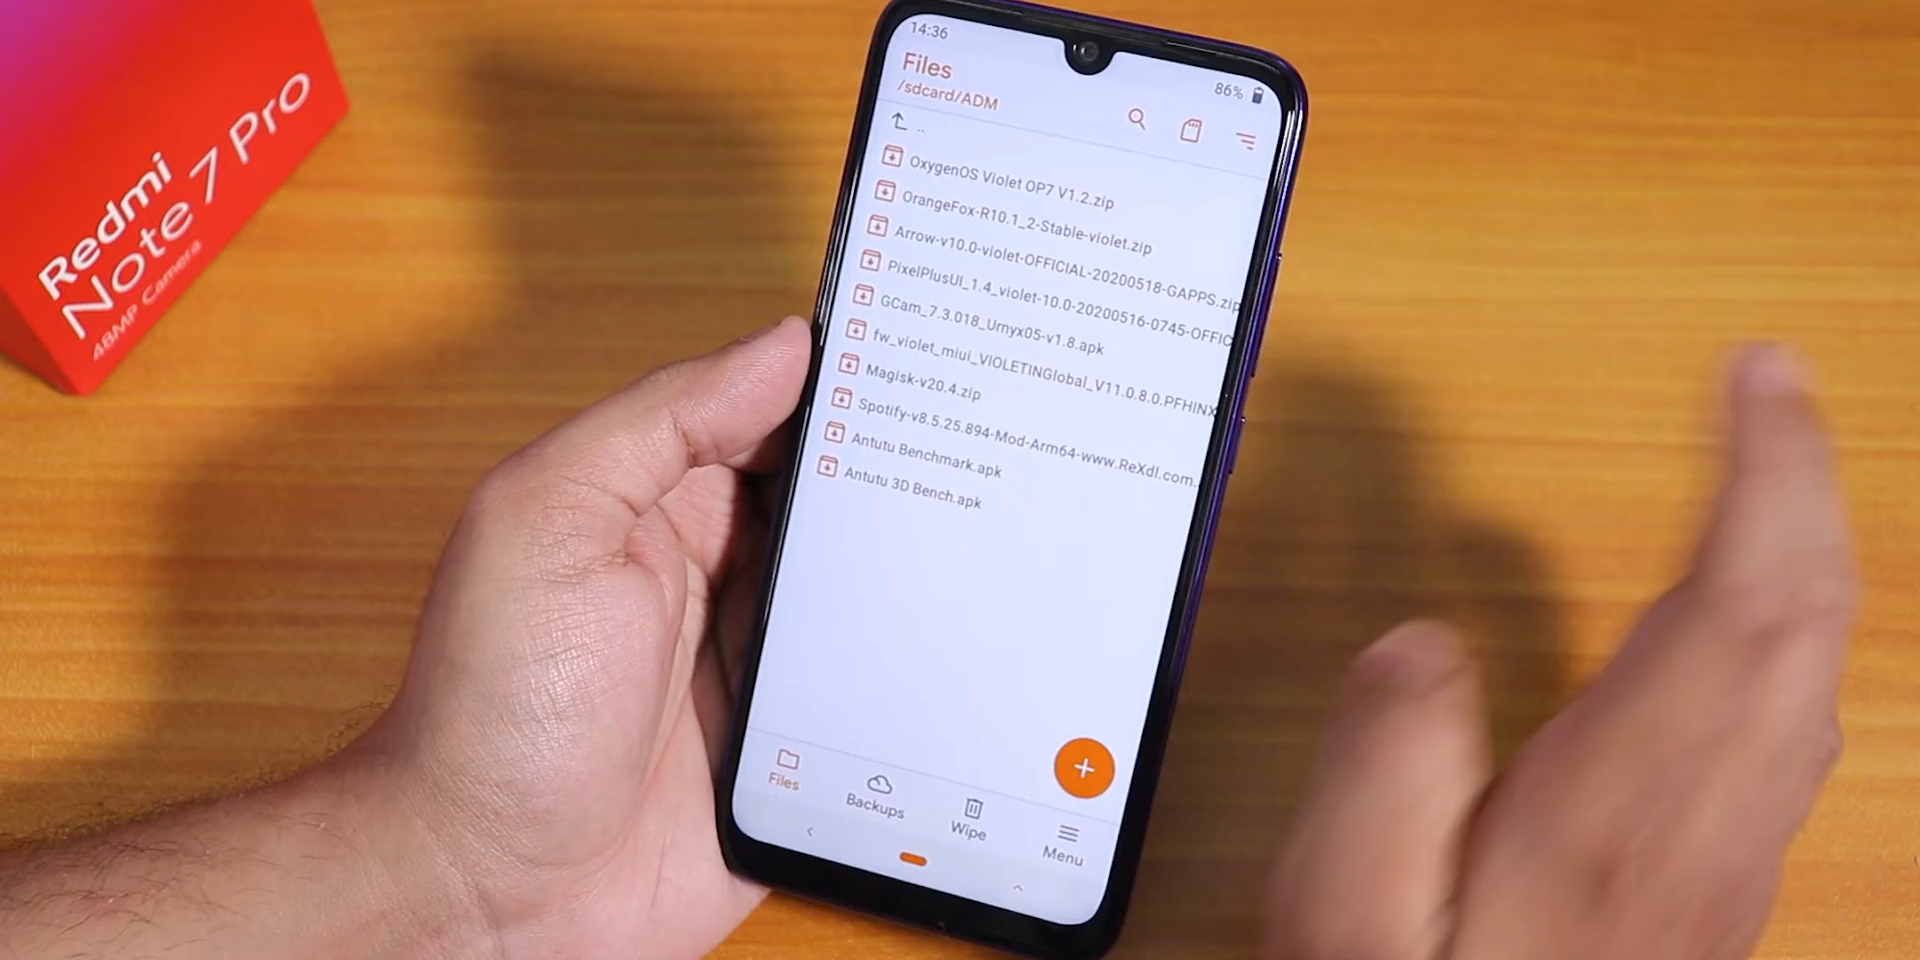 Redmi
Note 7 Pro
48MP Camera
14:36
86%
Files
/sdcard/ADM
..
OxygenOS Violet OP7 V1.2.zip
OrangeFox-R10.1_2-Stable-violet.zip
Arrow-v10.0-violet-OFFICIAL-20200518-GAPPS.zip
PixelPlusUI_1.4_violet-10.0-20200516-0745-OFFIC
GCam_7.3.018_Urnyx05-v1.8.apk
fw_violet_miui_VIOLETINGlobal_V11.0.8.0.PFHINX
Magisk-v20.4.zip
Spotify-v8.5.25.894-Mod-Arm64-www.ReXdl.com..
Antutu Benchmark.apk
Antutu 3D Bench.apk
Files
Backups
Wipe
Menu